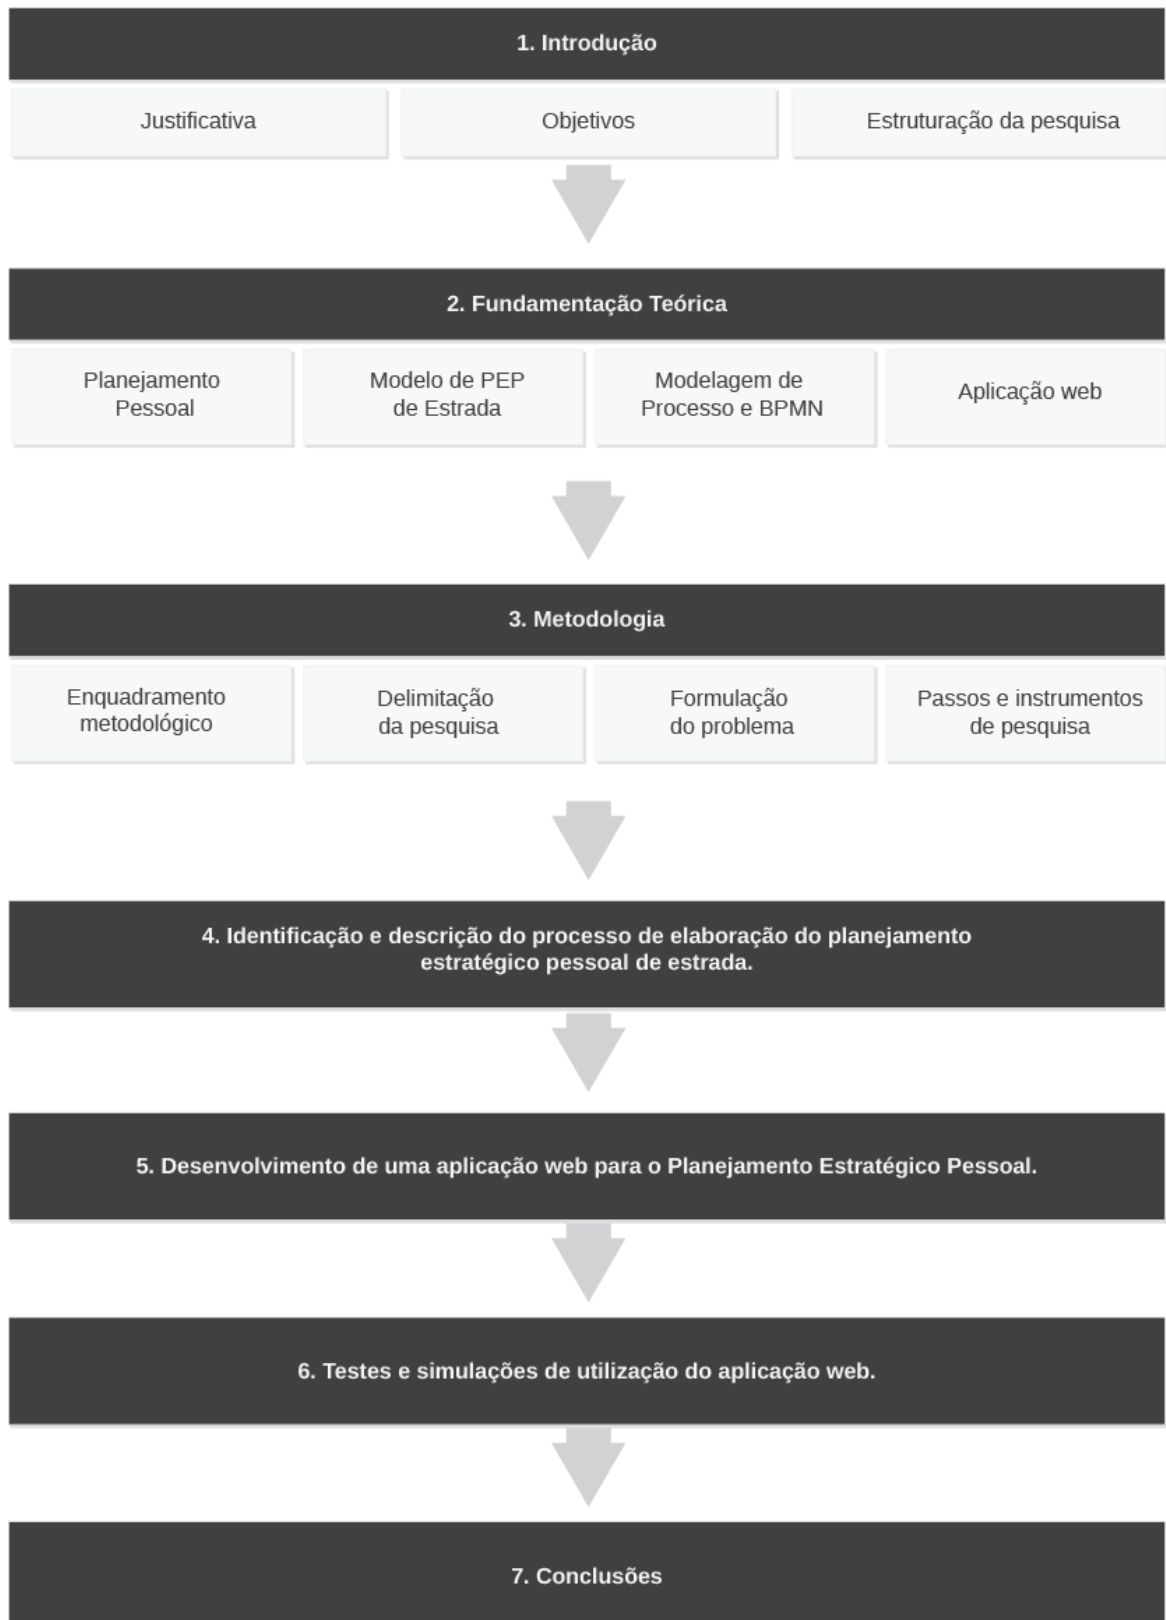 1. Introdução
Justificativa
Objetivos
Estruturação da pesquisa
2. Fundamentação Teórica
Planejamento
Pessoal
Modelo de PEP
de Estrada
Modelagem de
Processo e BPMN
Aplicação web
3. Metodologia
Enquadramento
metodológico
Delimitação
da pesquisa
Formulação
do problema
Passos e instrumentos
de pesquisa
4. Identificação e descrição do processo de elaboração do planejamento
estratégico pessoal de estrada.
5. Desenvolvimento de uma aplicação web para o Planejamento Estratégico Pessoal.
6. Testes e simulações de utilização do aplicação web.
7. Conclusões